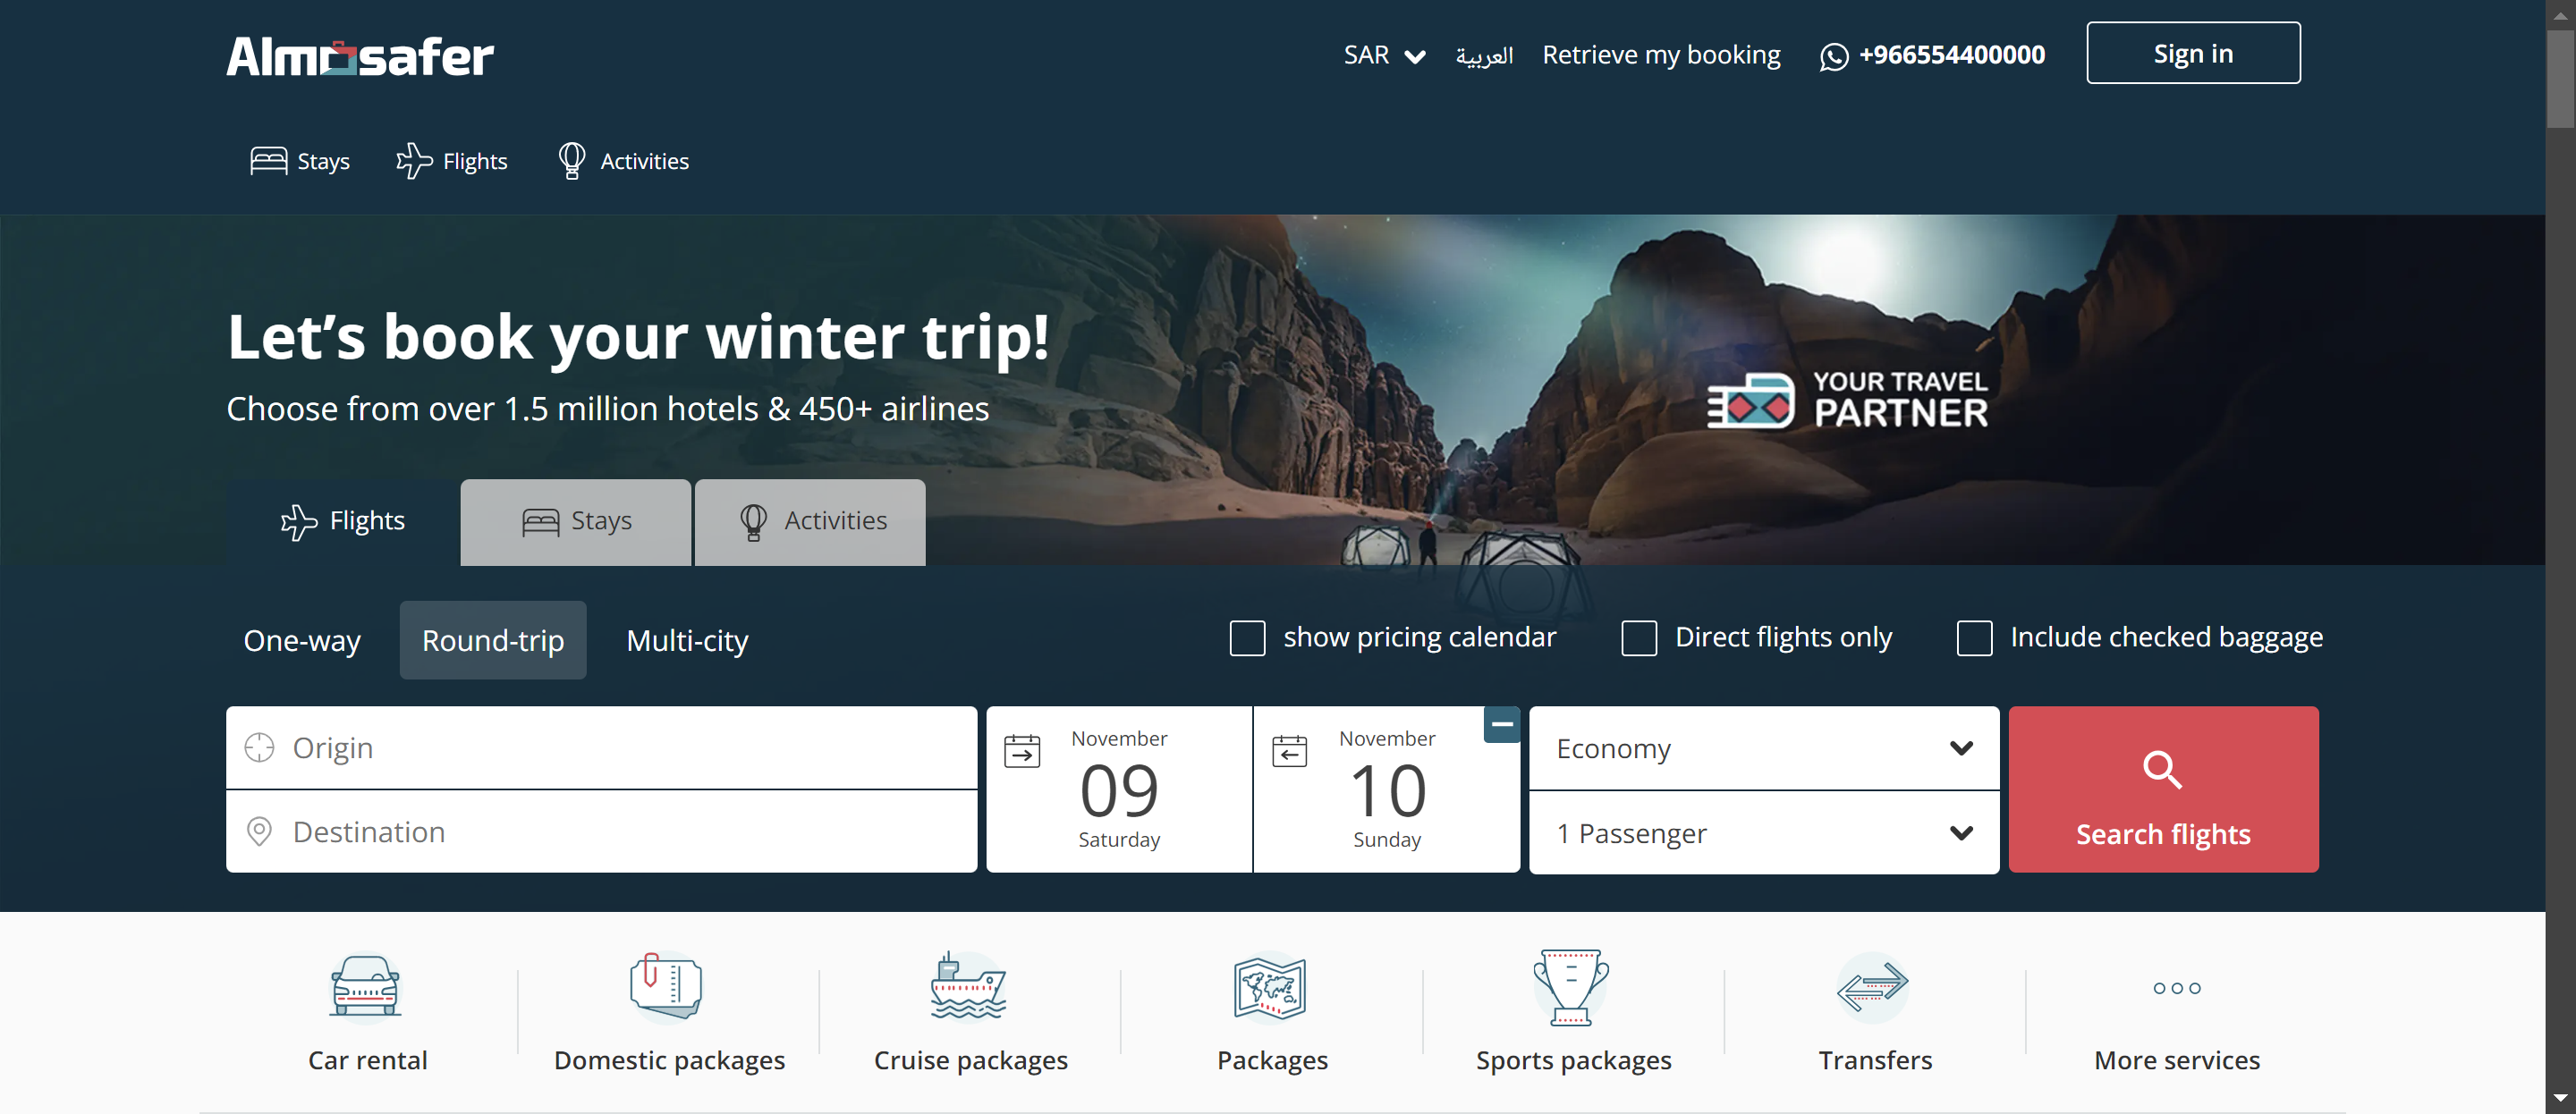 Almosafer
SAR
العربية
Retrieve my booking
+966554400000
Sign in
Stays
Flights
Activities
Let's book your winter trip!
Choose from over 1.5 million hotels & 450+ airlines
YOUR TRAVEL
PARTNER
Flights
Stays
Activities
One-way
Round-trip
Multi-city
show pricing calendar
Direct flights only
Include checked baggage
Origin
Destination
November
09
Saturday
November
10
Sunday
Economy
1 Passenger
Search flights
Car rental
Domestic packages
Cruise packages
Packages
Sports packages
Transfers
More services